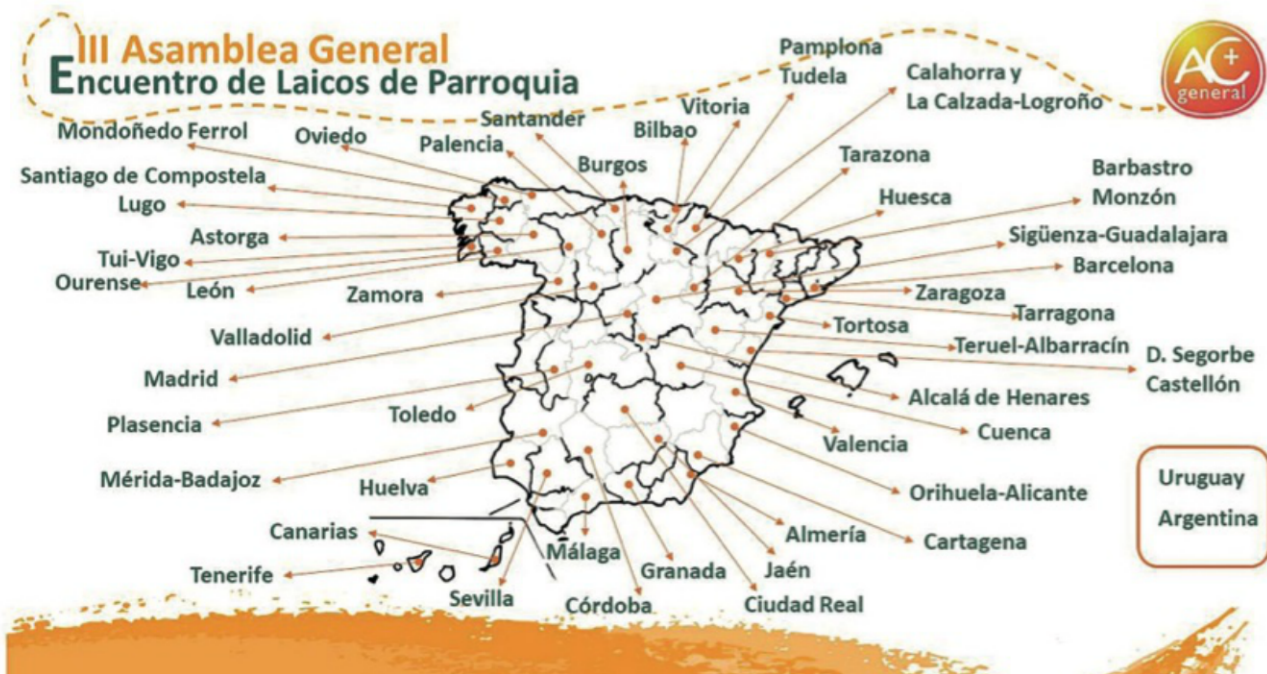 III Asamblea General
Encuentro de Laicos de Parroquia
AC+
general
Pamplona
Tudela
Calahorra y
La Calzada-Logroño
Vitoria
Santander
Bilbao
Mondoñedo Ferrol
Oviedo
Palencia
Burgos
Tarazona
Barbastro
Monzón
Santiago de Compostela
Lugo
Huesca
Astorga
Sigüenza-Guadalajara
Tui-Vigo
Barcelona
Ourense
León
Zamora
Zaragoza
Tarragona
Valladolid
Tortosa
Teruel-Albarracín
D. Segorbe
Castellón
Madrid
Alcalá de Henares
Plasencia
Toledo
Valencia
Cuenca
Mérida-Badajoz
Huelva
Orihuela-Alicante
Uruguay
Argentina
Canarias
Almería
Cartagena
Málaga
Tenerife
Granada
Jaén
Sevilla
Córdoba
Ciudad Real